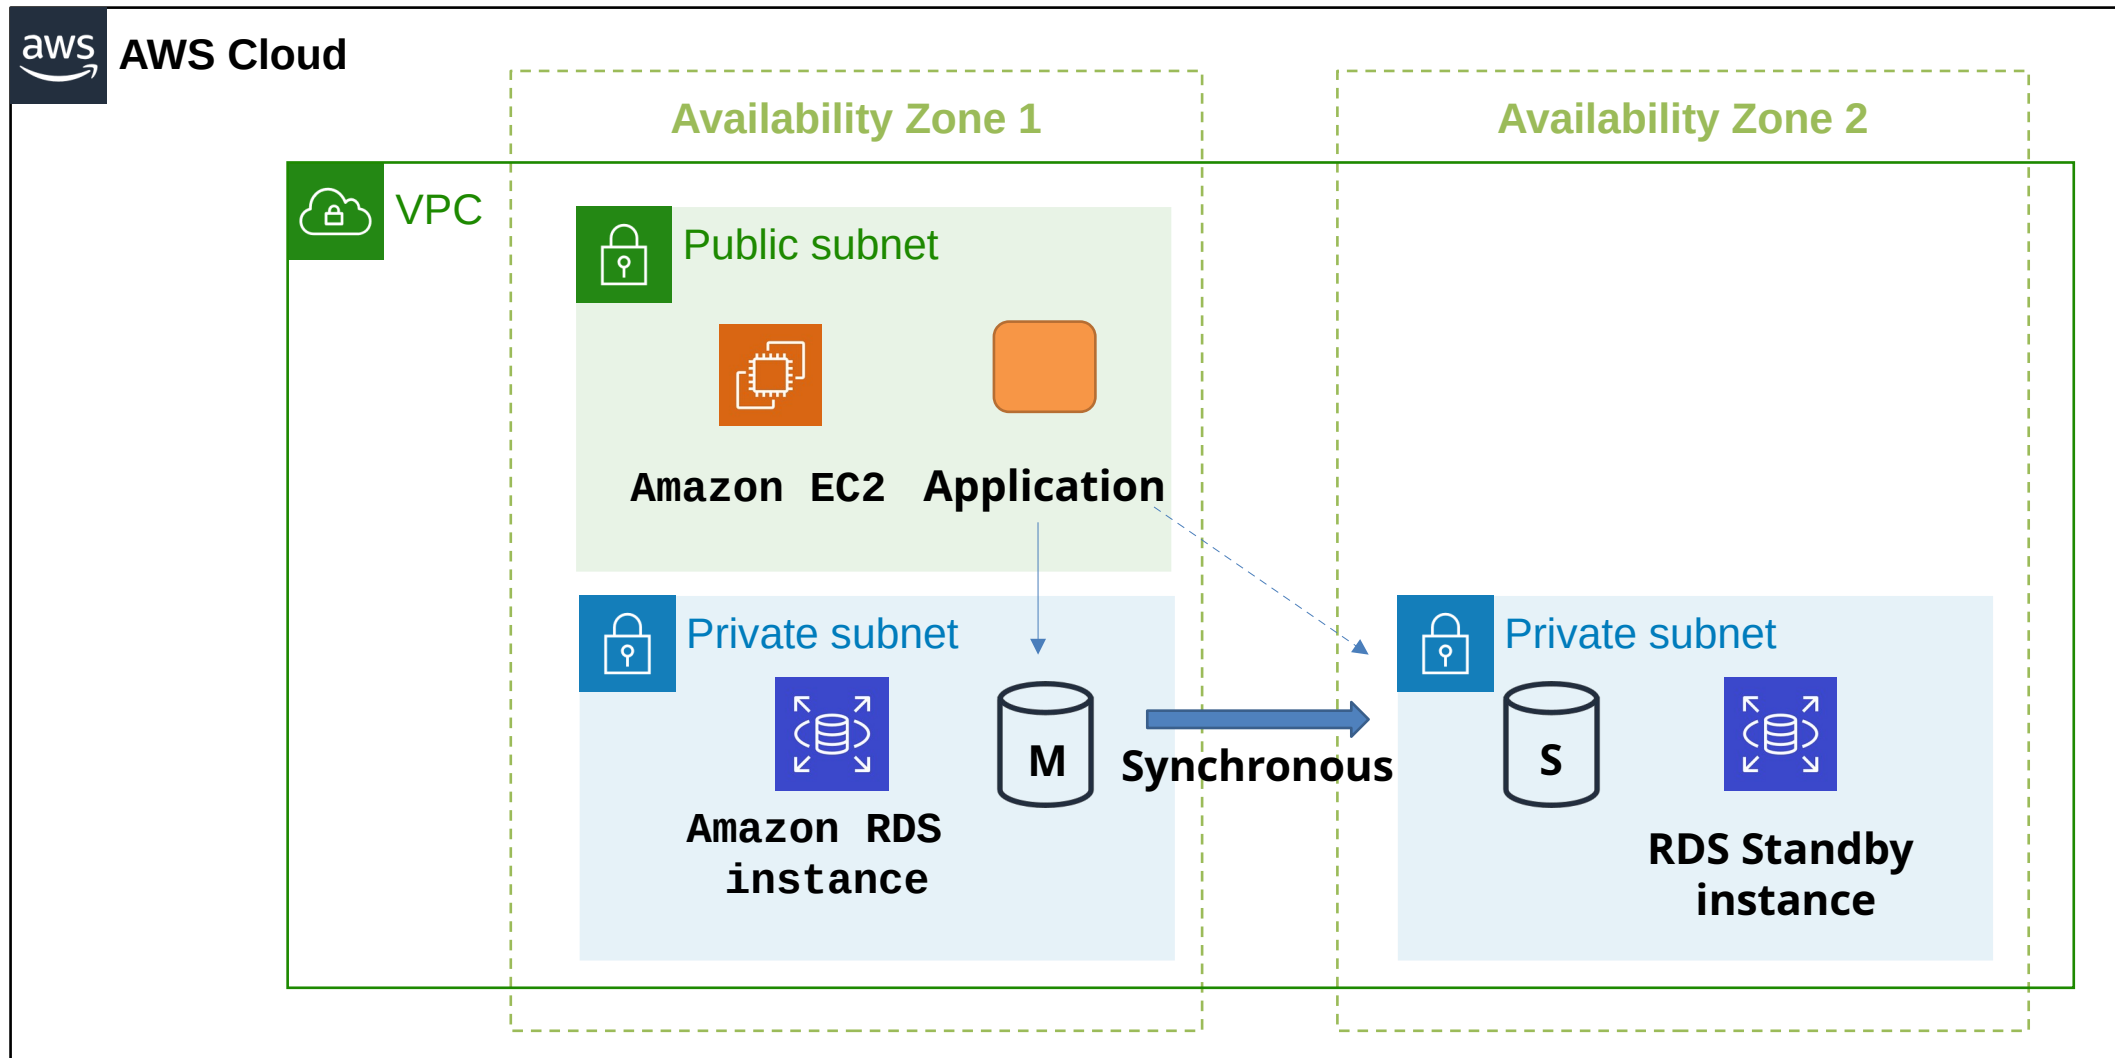 aws
AWS Cloud
Availability Zone 1
Availability Zone 2
VPC
Public subnet
Amazon EC2
Application
Private subnet
Private subnet
M
Synchronous
S
Amazon RDS
instance
RDS Standby
instance